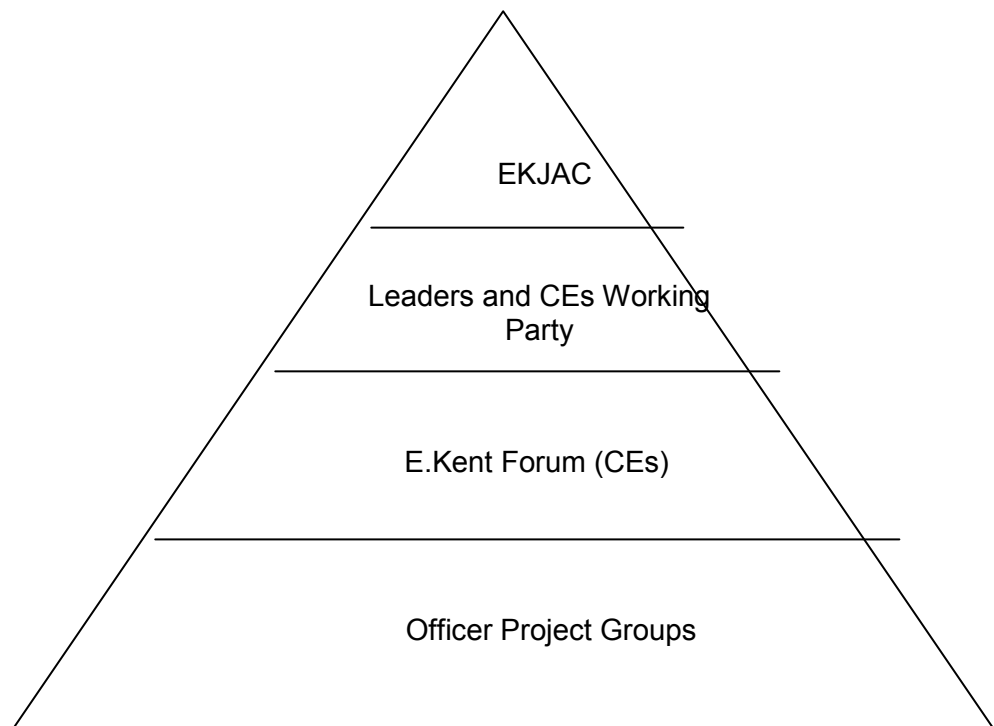 EKJAC
Leaders and CEs Working
Party
E.Kent Forum (CEs)
Officer Project Groups